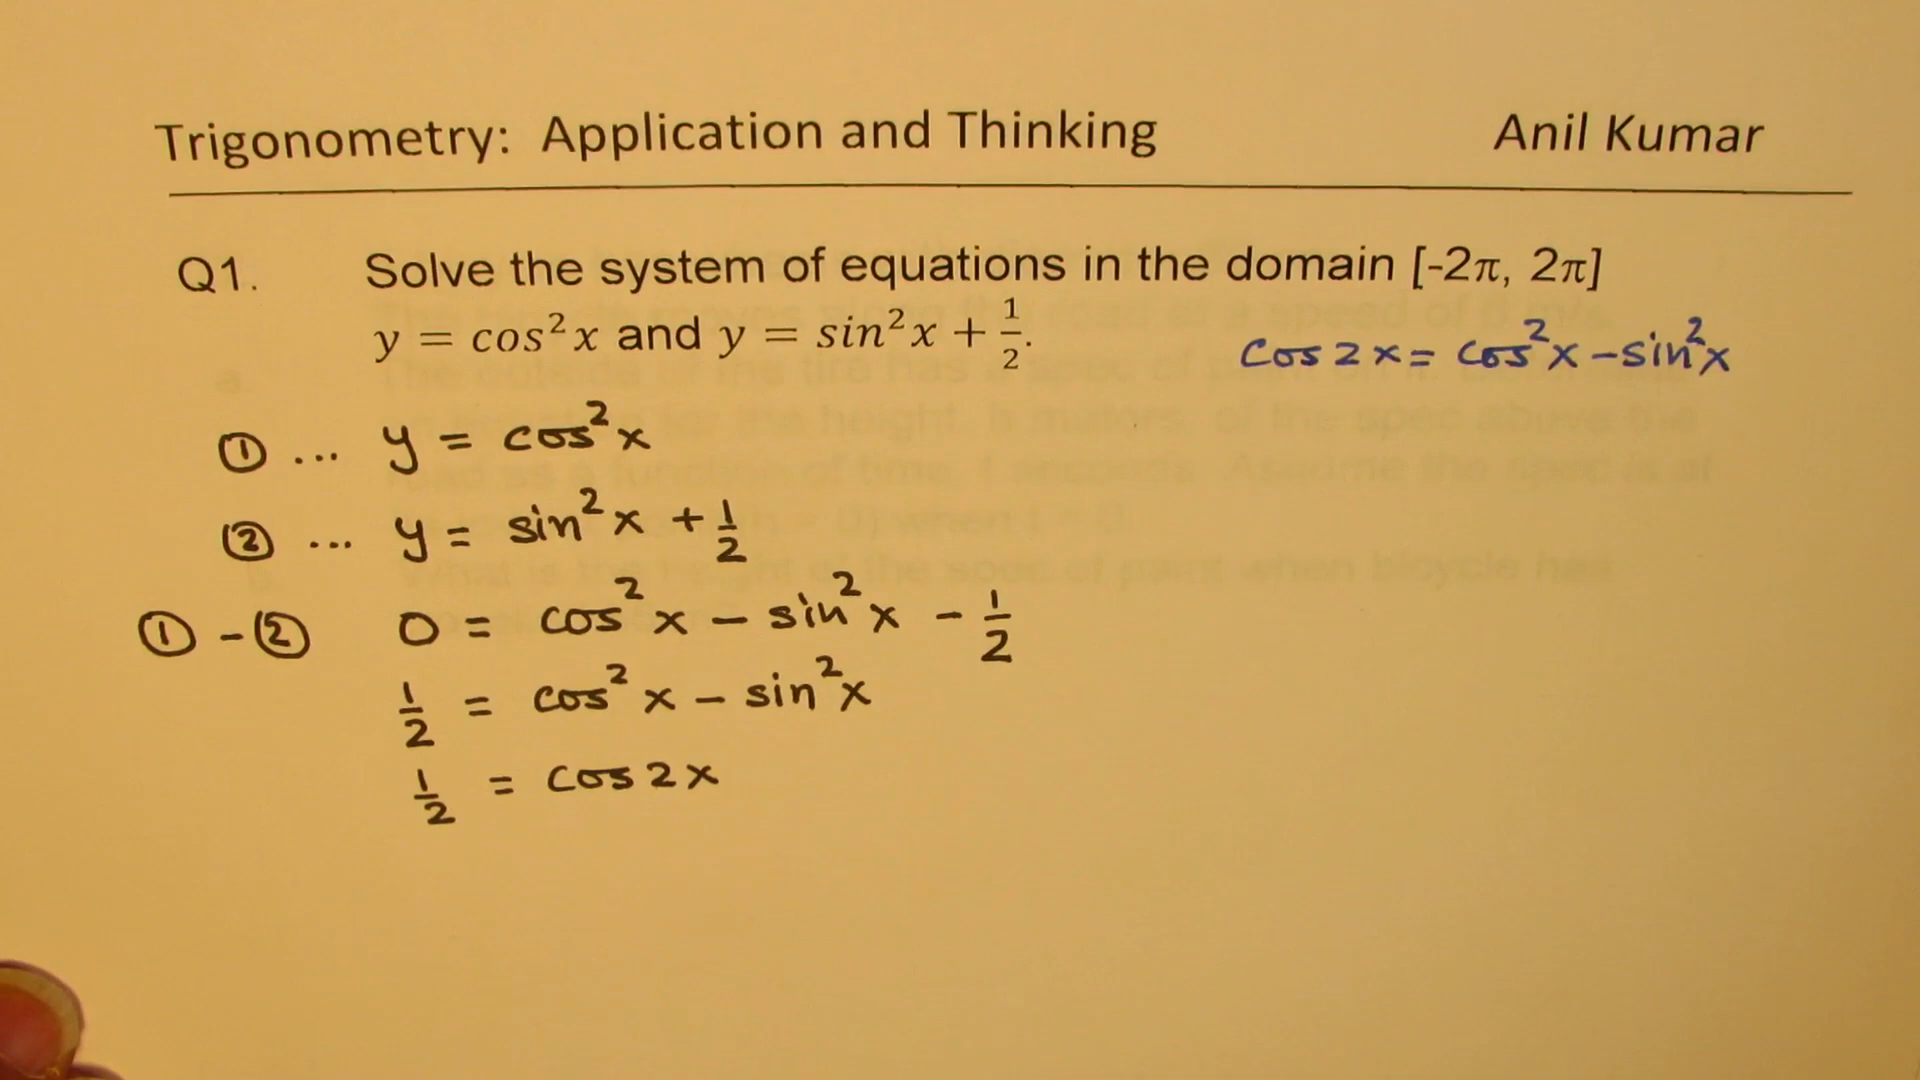 Trigonometry: Application and Thinking Anil Kumar
Q1. Solve the system of equations in the domain [-2π, 2π]
y = cos²x and y = sin²x + 1/2.
cos 2x = cos²x - sin²x
① ... y = cos²x
② ... y = sin²x + 1/2
① - ② 0 = cos²x - sin²x - 1/2
1/2 = cos²x - sin²x
1/2 = cos 2x